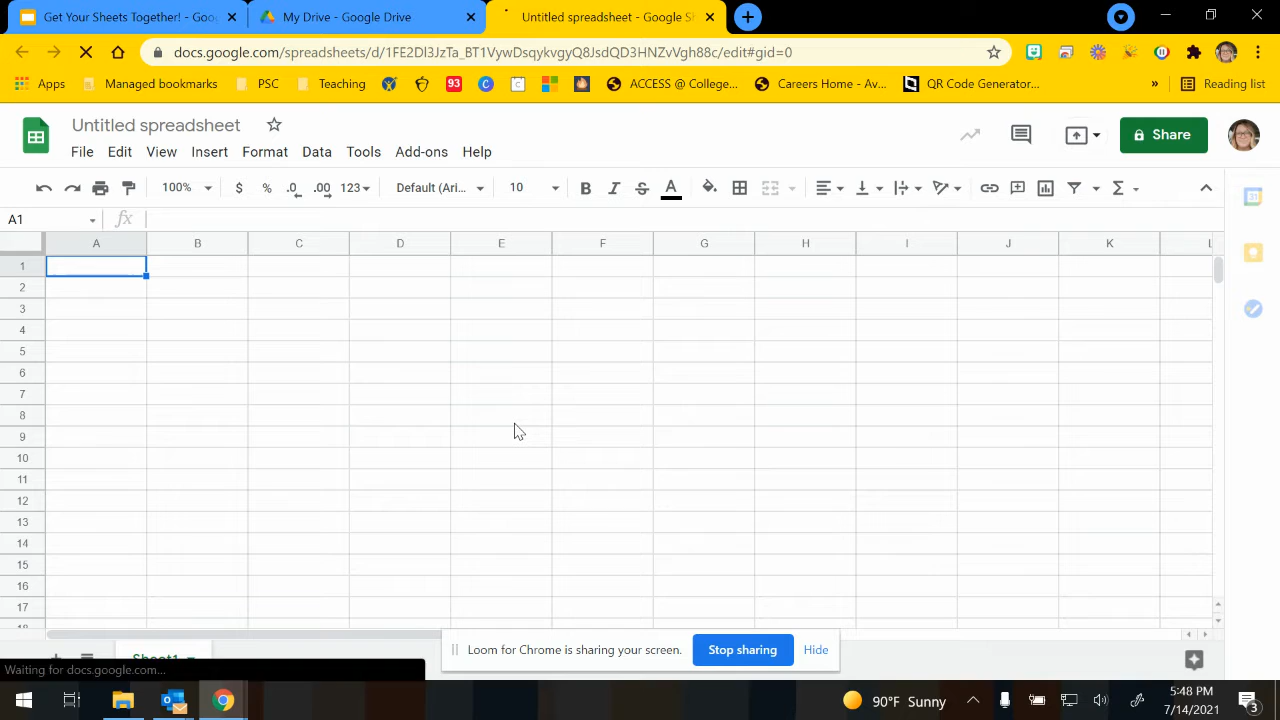 Get Your Sheets Together! - Goo
My Drive - Google Drive
Untitled spreadsheet - Google Sh
docs.google.com/spreadsheets/d/1FE2Dl3JzTa_BT1VywDsqykvgyQ8JsdQD3HNZvVgh88c/edit#gid=0
Apps
Managed bookmarks
PSC
Teaching
93
ACCESS @ College...
Careers Home - Av...
QR Code Generator...
»
Reading list
Untitled spreadsheet
Share
File Edit View Insert Format Data Tools Add-ons Help
100% $ % .0 .00 123 Default (Ari... 10 B I S A Σ
A1 fx
A B C D E F G H I J K L
1
2
3
4
5
6
7
8
9
10
11
12
13
14
15
16
17
18
31
Sheet1
Loom for Chrome is sharing your screen.
Stop sharing
Hide
Waiting for docs.google.com...
90°F Sunny
5:48 PM
7/14/2021
3